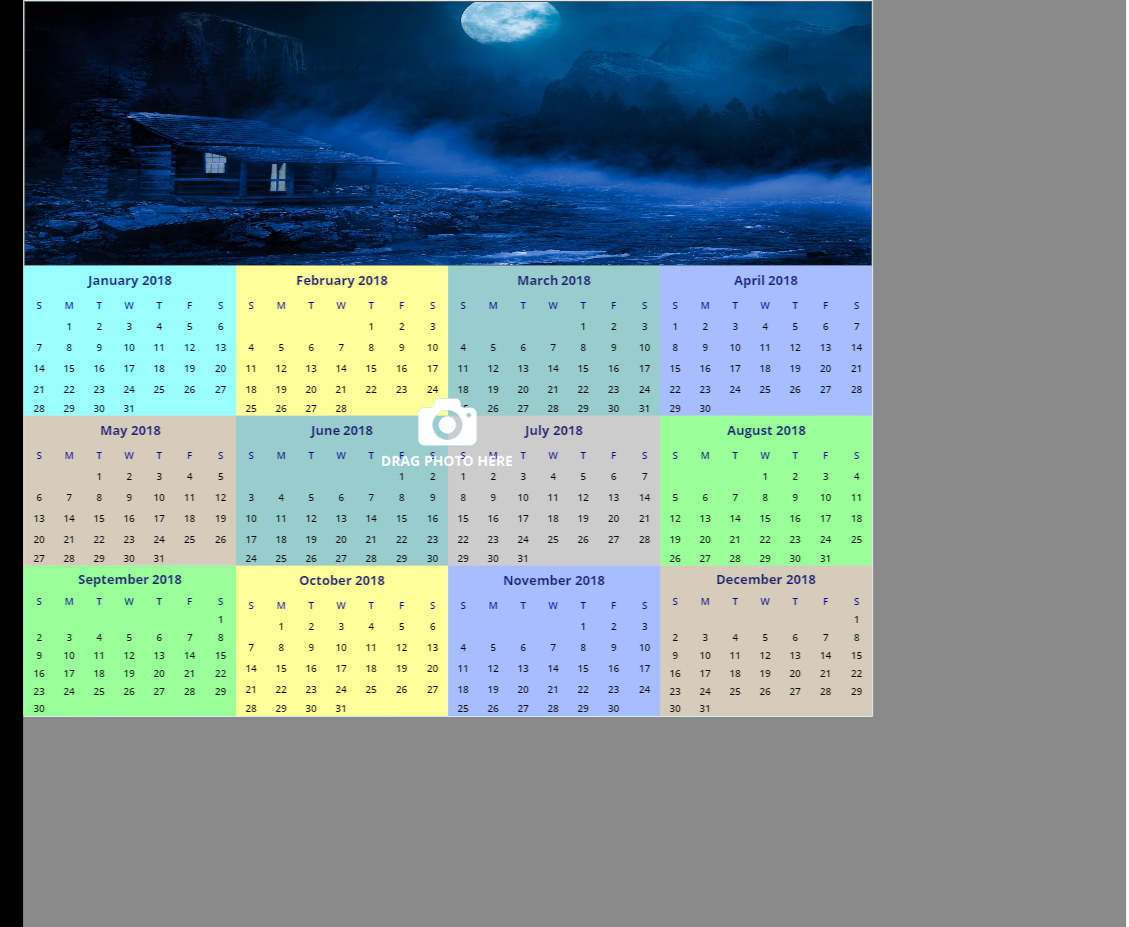 January 2018
S M T W T F S
1 2 3 4 5 6
7 8 9 10 11 12 13
14 15 16 17 18 19 20
21 22 23 24 25 26 27
28 29 30 31
February 2018
S M T W T F S
1 2 3
4 5 6 7 8 9 10
11 12 13 14 15 16 17
18 19 20 21 22 23 24
25 26 27 28
March 2018
S M T W T F S
1 2 3
4 5 6 7 8 9 10
11 12 13 14 15 16 17
18 19 20 21 22 23 24
25 26 27 28 29 30 31
April 2018
S M T W T F S
1 2 3 4 5 6 7
8 9 10 11 12 13 14
15 16 17 18 19 20 21
22 23 24 25 26 27 28
29 30
May 2018
S M T W T F S
1 2 3 4 5
6 7 8 9 10 11 12
13 14 15 16 17 18 19
20 21 22 23 24 25 26
27 28 29 30 31
June 2018
S M T W T F S
1 2
3 4 5 6 7 8 9
10 11 12 13 14 15 16
17 18 19 20 21 22 23
24 25 26 27 28 29 30
DRAG PHOTO HERE
July 2018
S M T W T F S
1 2 3 4 5 6 7
8 9 10 11 12 13 14
15 16 17 18 19 20 21
22 23 24 25 26 27 28
29 30 31
August 2018
S M T W T F S
1 2 3 4
5 6 7 8 9 10 11
12 13 14 15 16 17 18
19 20 21 22 23 24 25
26 27 28 29 30 31
September 2018
S M T W T F S
1
2 3 4 5 6 7 8
9 10 11 12 13 14 15
16 17 18 19 20 21 22
23 24 25 26 27 28 29
30
October 2018
S M T W T F S
1 2 3 4 5 6
7 8 9 10 11 12 13
14 15 16 17 18 19 20
21 22 23 24 25 26 27
28 29 30 31
November 2018
S M T W T F S
1 2 3
4 5 6 7 8 9 10
11 12 13 14 15 16 17
18 19 20 21 22 23 24
25 26 27 28 29 30
December 2018
S M T W T F S
1
2 3 4 5 6 7 8
9 10 11 12 13 14 15
16 17 18 19 20 21 22
23 24 25 26 27 28 29
30 31